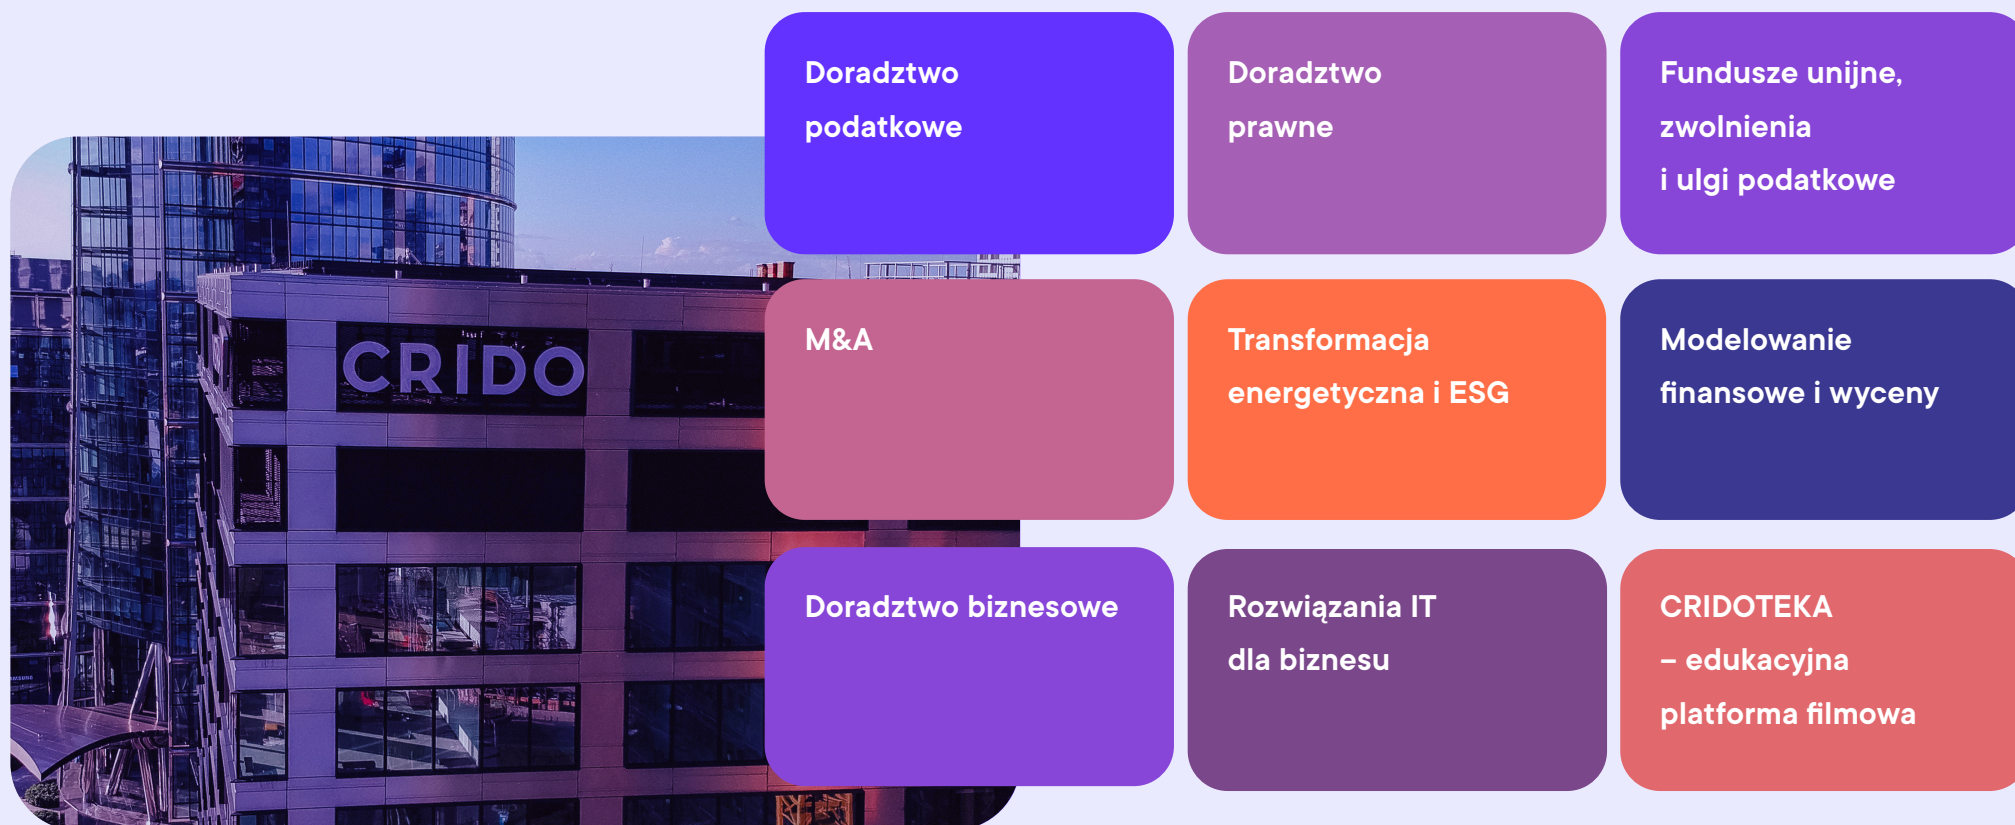 Doradztwo
podatkowe
Doradztwo
prawne
Fundusze unijne,
zwolnienia
i ulgi podatkowe
CRIDO
M&A
Transformacja
energetyczna i ESG
Modelowanie
finansowe i wyceny
Doradztwo biznesowe
Rozwiązania IT
dla biznesu
CRIDOTEKA
– edukacyjna
platforma filmowa